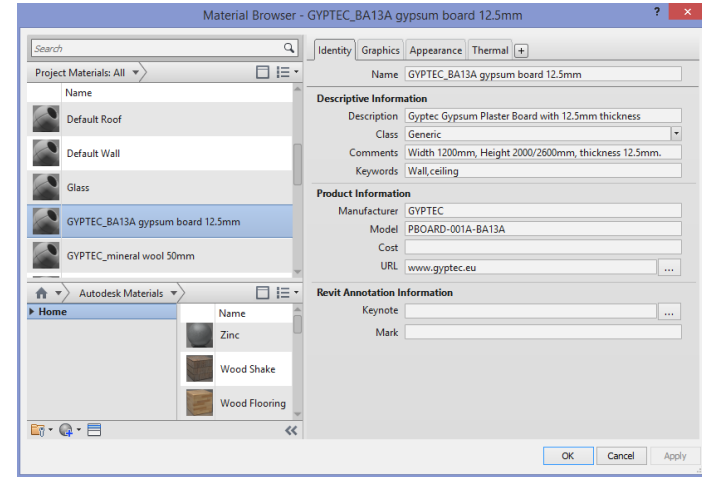 Material Browser - GYPTEC_BA13A gypsum board 12.5mm
?
Search
Project Materials: All
Name
Default Roof
Default Wall
Glass
GYPTEC_BA13A gypsum board 12.5mm
GYPTEC_mineral wool 50mm
Autodesk Materials
Home
Name
Zinc
Wood Shake
Wood Flooring
Identity Graphics Appearance Thermal
Name GYPTEC_BA13A gypsum board 12.5mm
Descriptive Information
Description Gyptec Gypsum Plaster Board with 12.5mm thickness
Class Generic
Comments Width 1200mm, Height 2000/2600mm, thickness 12.5mm.
Keywords Wall,ceiling
Product Information
Manufacturer GYPTEC
Model PBOARD-001A-BA13A
Cost
URL www.gyptec.eu ...
Revit Annotation Information
Keynote ...
Mark
OK Cancel Apply